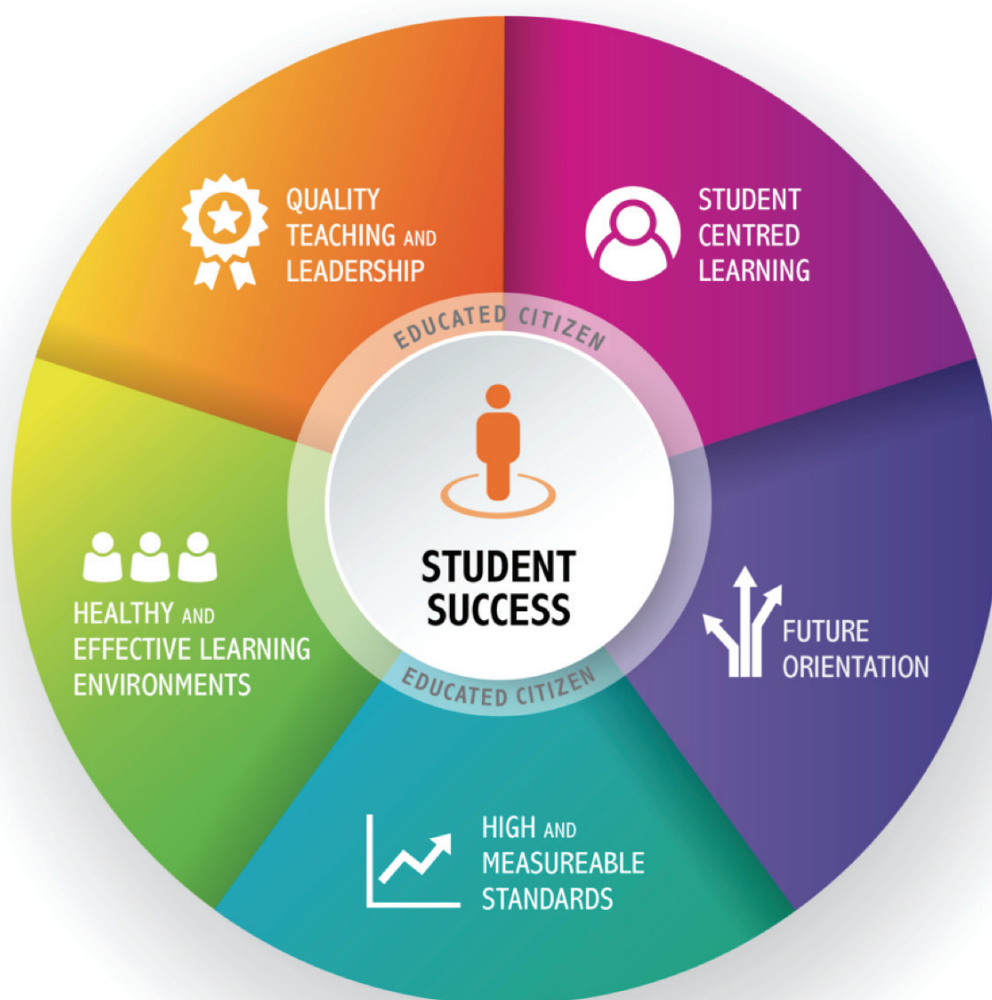 QUALITY
TEACHING AND
LEADERSHIP
STUDENT
CENTRED
LEARNING
EDUCATED CITIZEN
STUDENT
SUCCESS
EDUCATED CITIZEN
HEALTHY AND
EFFECTIVE LEARNING
ENVIRONMENTS
FUTURE
ORIENTATION
HIGH AND
MEASUREABLE
STANDARDS